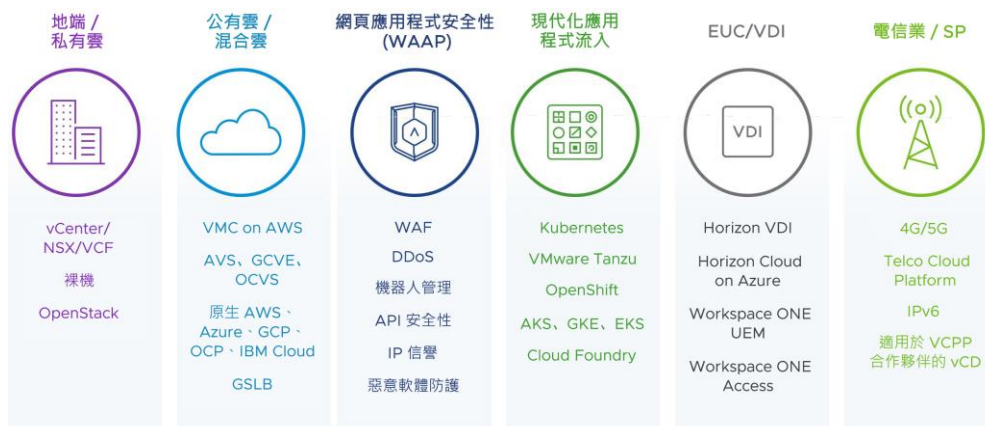 地端 /
私有雲
vCenter/
NSX/VCF
裸機
OpenStack
公有雲 /
混合雲
VMC on AWS
AVS、GCVE、
OCVS
原生 AWS、
Azure、GCP、
OCP、IBM Cloud
GSLB
網頁應用程式安全性
(WAAP)
WAF
DDoS
機器人管理
API 安全性
IP 信譽
惡意軟體防護
現代化應用
程式流入
Kubernetes
VMware Tanzu
OpenShift
AKS、GKE、EKS
Cloud Foundry
EUC/VDI
VDI
Horizon VDI
Horizon Cloud
on Azure
Workspace ONE
UEM
Workspace ONE
Access
電信業 / SP
4G/5G
Telco Cloud
Platform
IPv6
適用於 VCPP
合作夥伴的 vCD